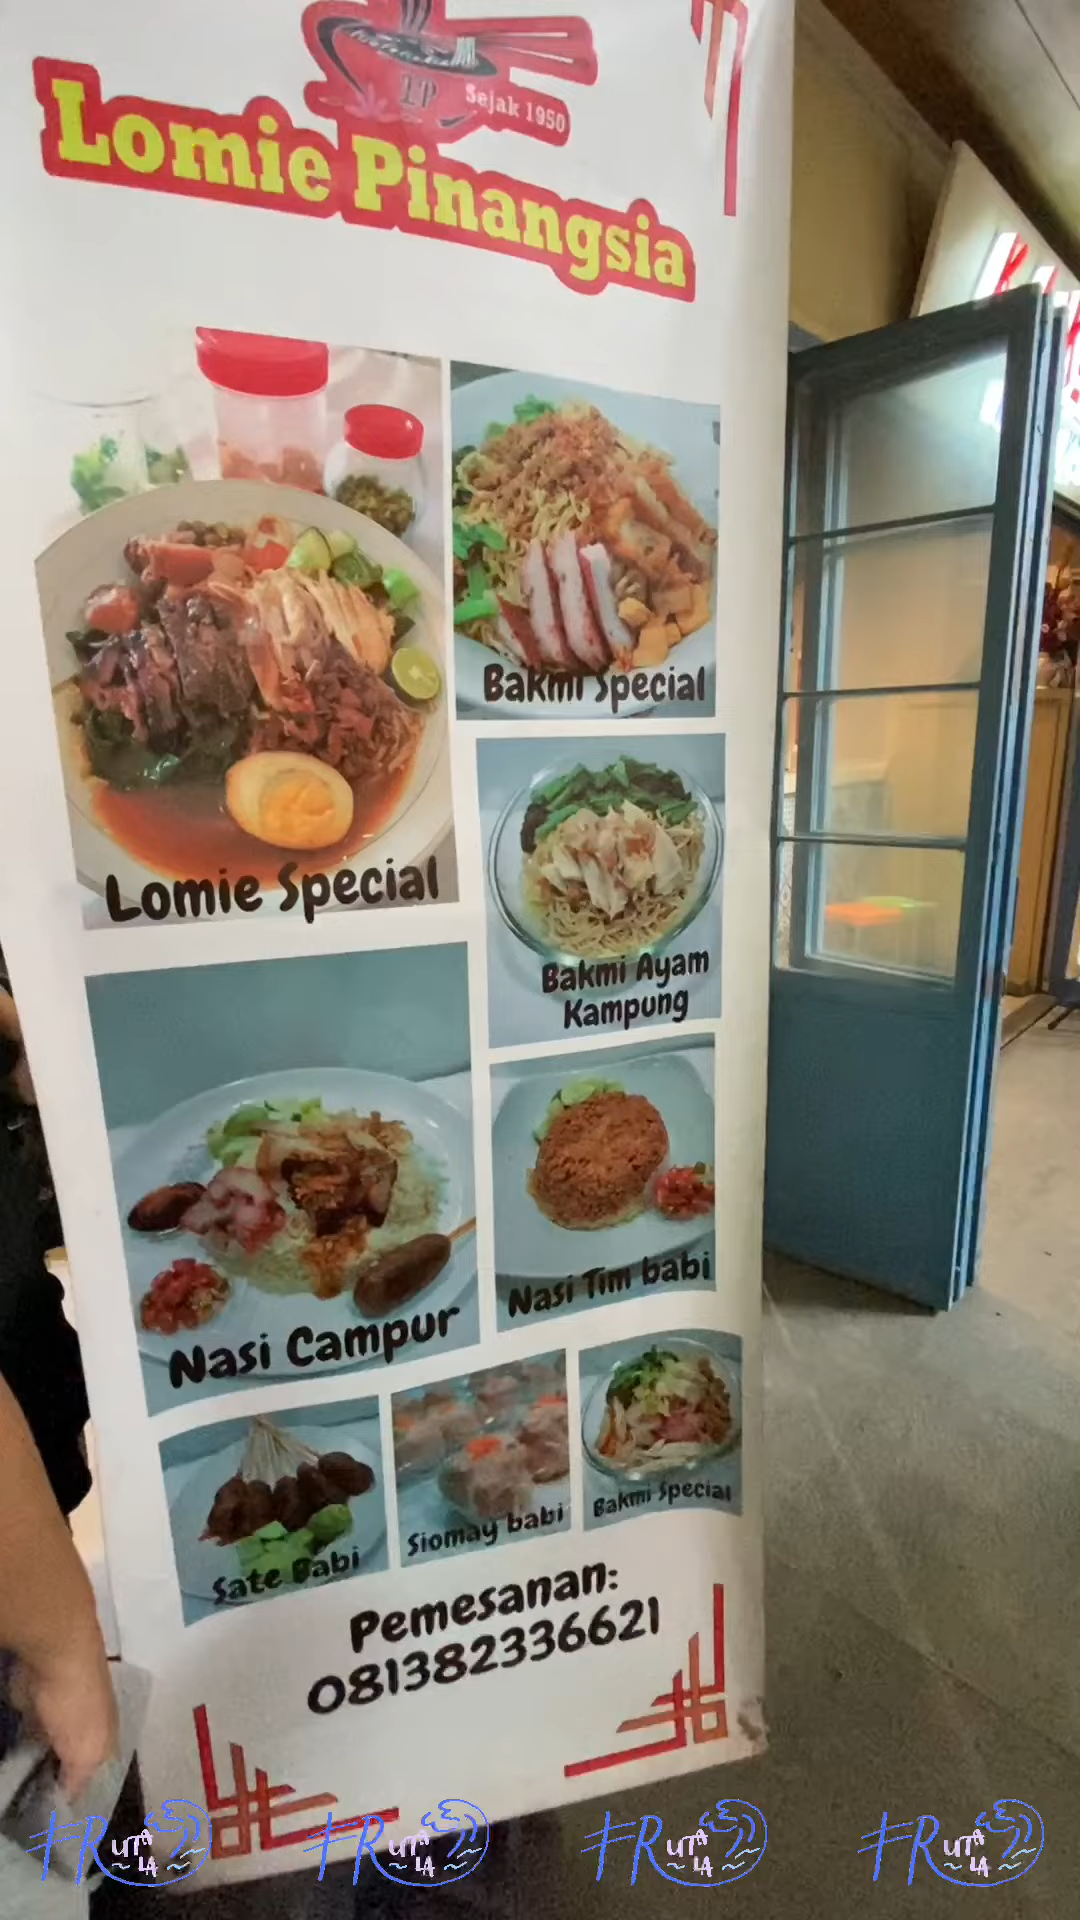 LP
Sejak 1950
Lomie Pinangsia
Bakmi Special
Lomie Special
Bakmi Ayam
Kampung
Nasi Campur
Nasi Tim babi
Sate Babi
Siomay babi
Bakmi Special
Pemesanan:
081382336621